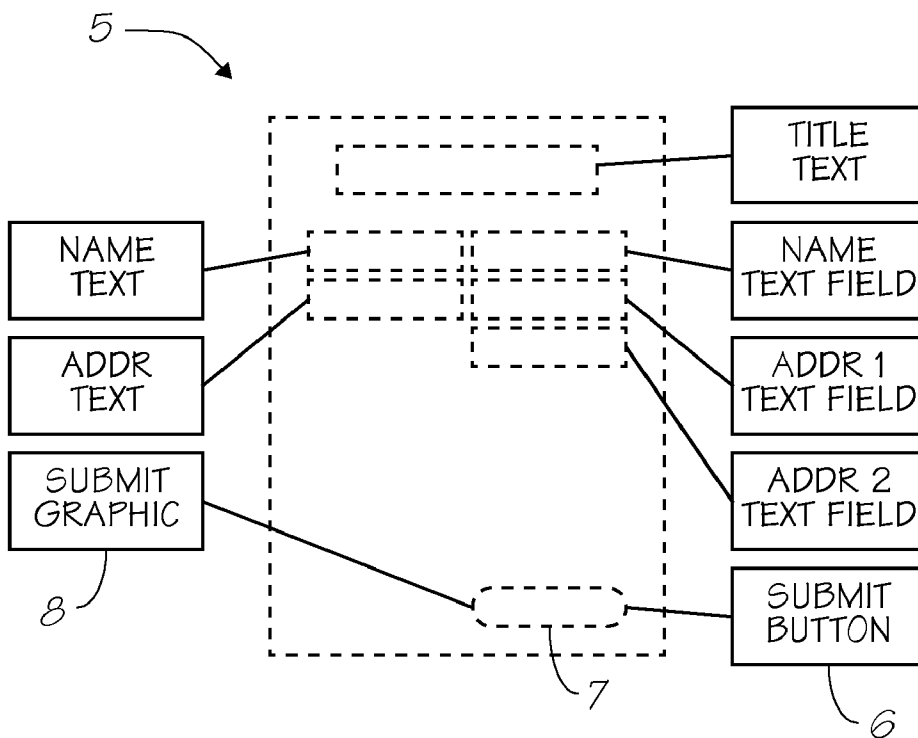 5
TITLE
TEXT
NAME
TEXT
NAME
TEXT FIELD
ADDR
TEXT
ADDR 1
TEXT FIELD
SUBMIT
GRAPHIC
ADDR 2
TEXT FIELD
8
SUBMIT
BUTTON
7
6